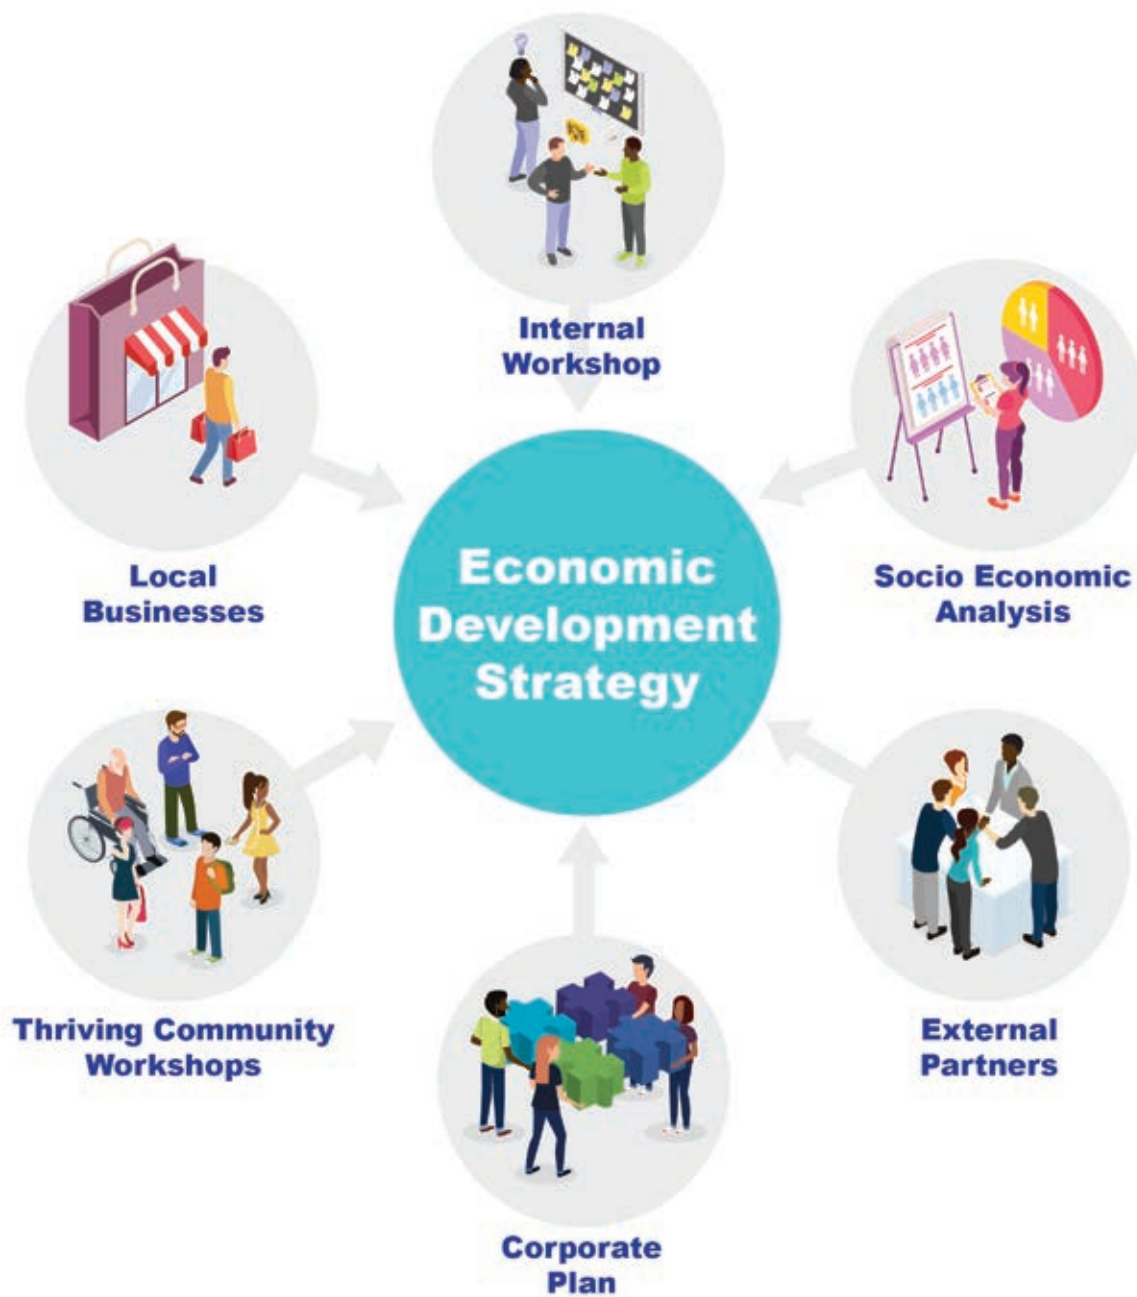 Internal
Workshop
Local
Businesses
Socio Economic
Analysis
Economic
Development
Strategy
Thriving Community
Workshops
External
Partners
Corporate
Plan